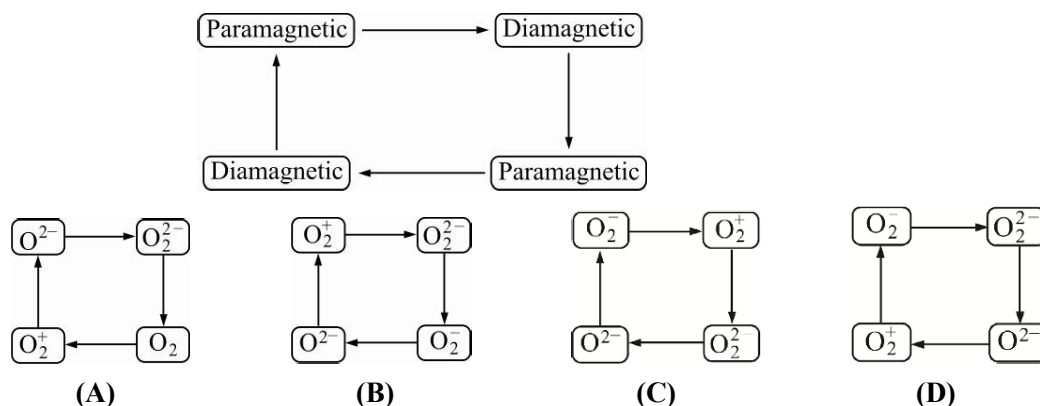 Paramagnetic Diamagnetic
Diamagnetic Paramagnetic
O²⁻ O₂²⁻ O₂⁺ O₂²⁻ O₂⁻ O₂⁺ O₂⁻ O₂²⁻
O₂⁺ O₂ O²⁻ O₂⁻ O²⁻ O₂²⁻ O₂⁺ O²⁻
(A) (B) (C) (D)